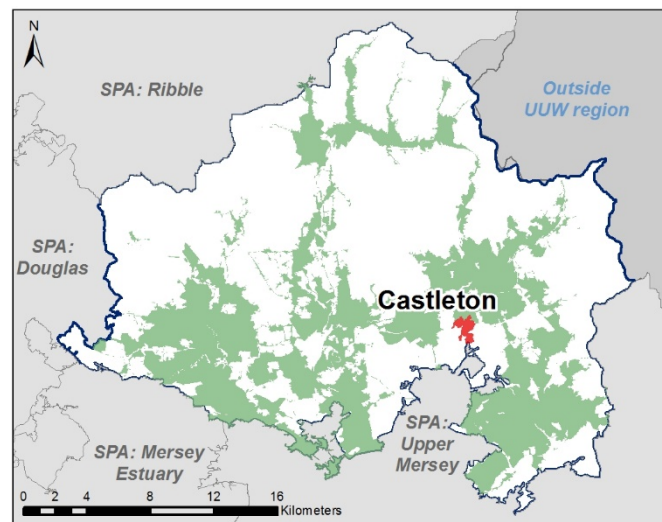 N
SPA: Ribble
Outside
UUW region
SPA:
Douglas
Castleton
SPA: Mersey
Estuary
SPA:
Upper
Mersey
0 2 4 8 12 16
Kilometers